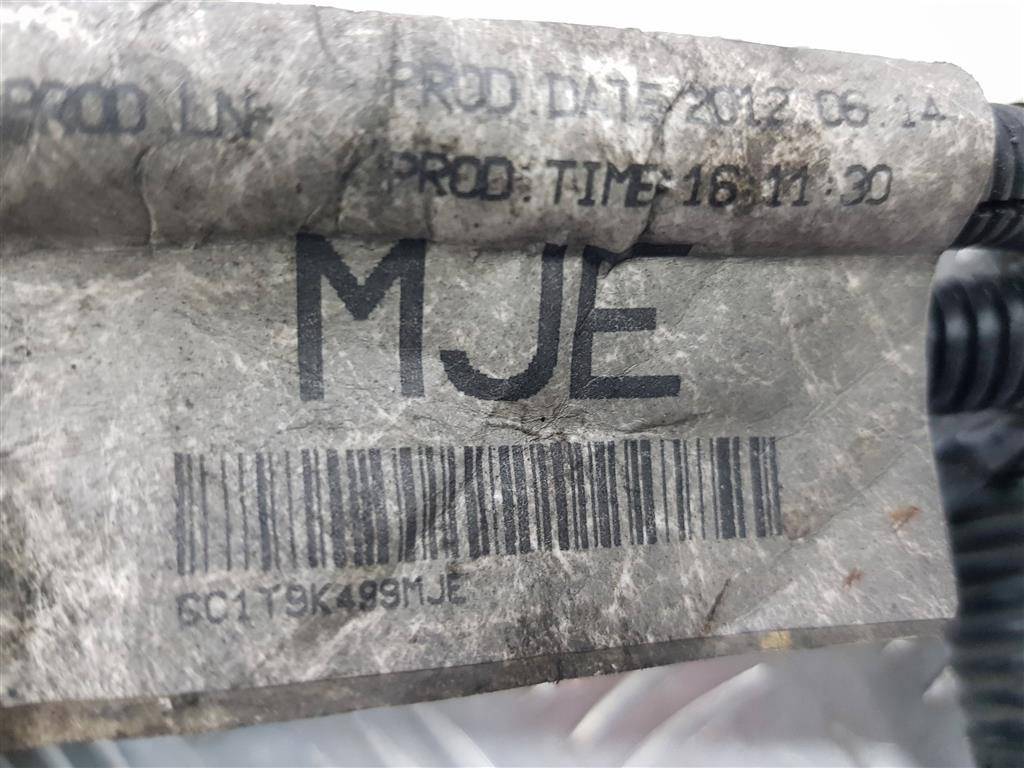 PROD LN
PROD DATE 2012.06.14
PROD.TIME 16:11:30
MJE
6C1T9K499MJE